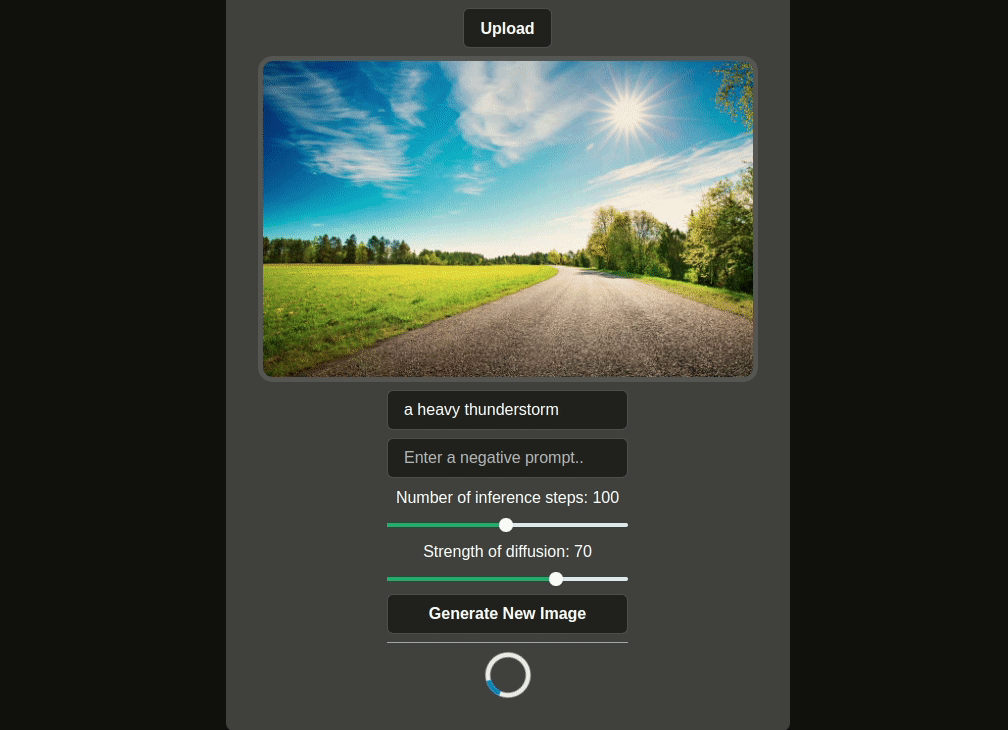 Upload
a heavy thunderstorm
Enter a negative prompt..
Number of inference steps: 100
Strength of diffusion: 70
Generate New Image